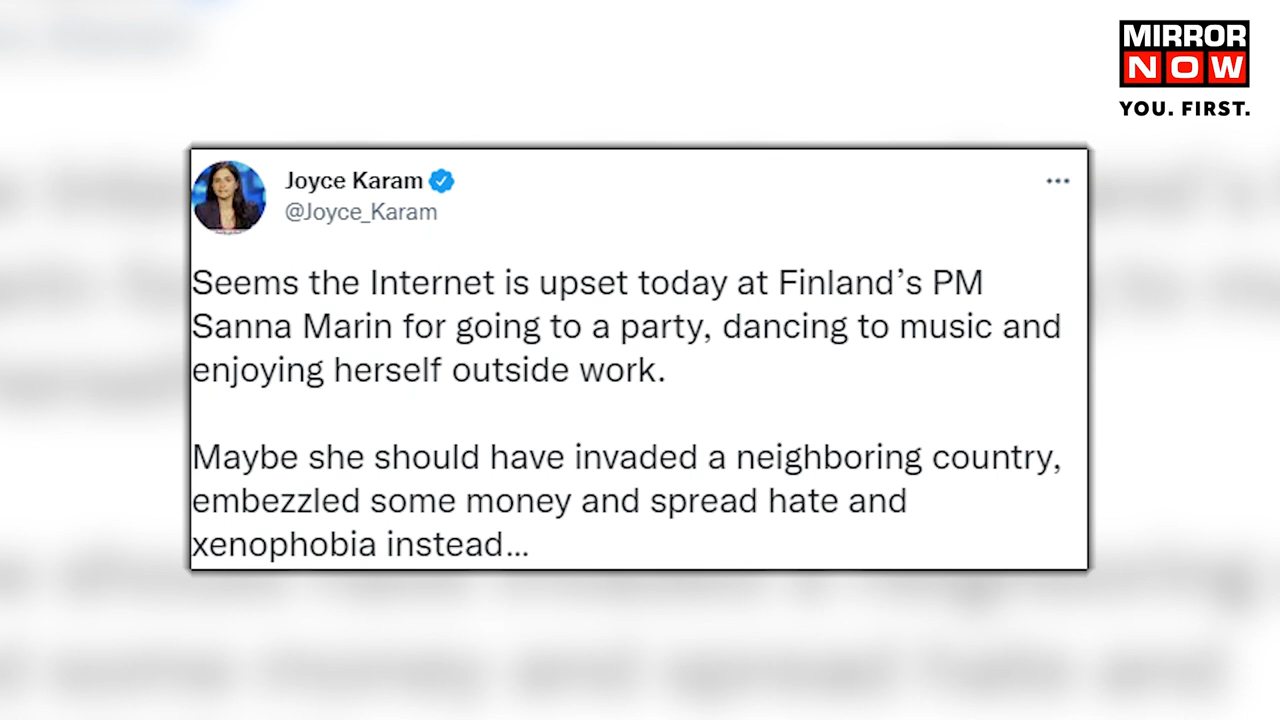 MIRROR
NOW
YOU. FIRST.
Joyce Karam
@Joyce_Karam
Seems the Internet is upset today at Finland’s PM
Sanna Marin for going to a party, dancing to music and
enjoying herself outside work.
Maybe she should have invaded a neighboring country,
embezzled some money and spread hate and
xenophobia instead...